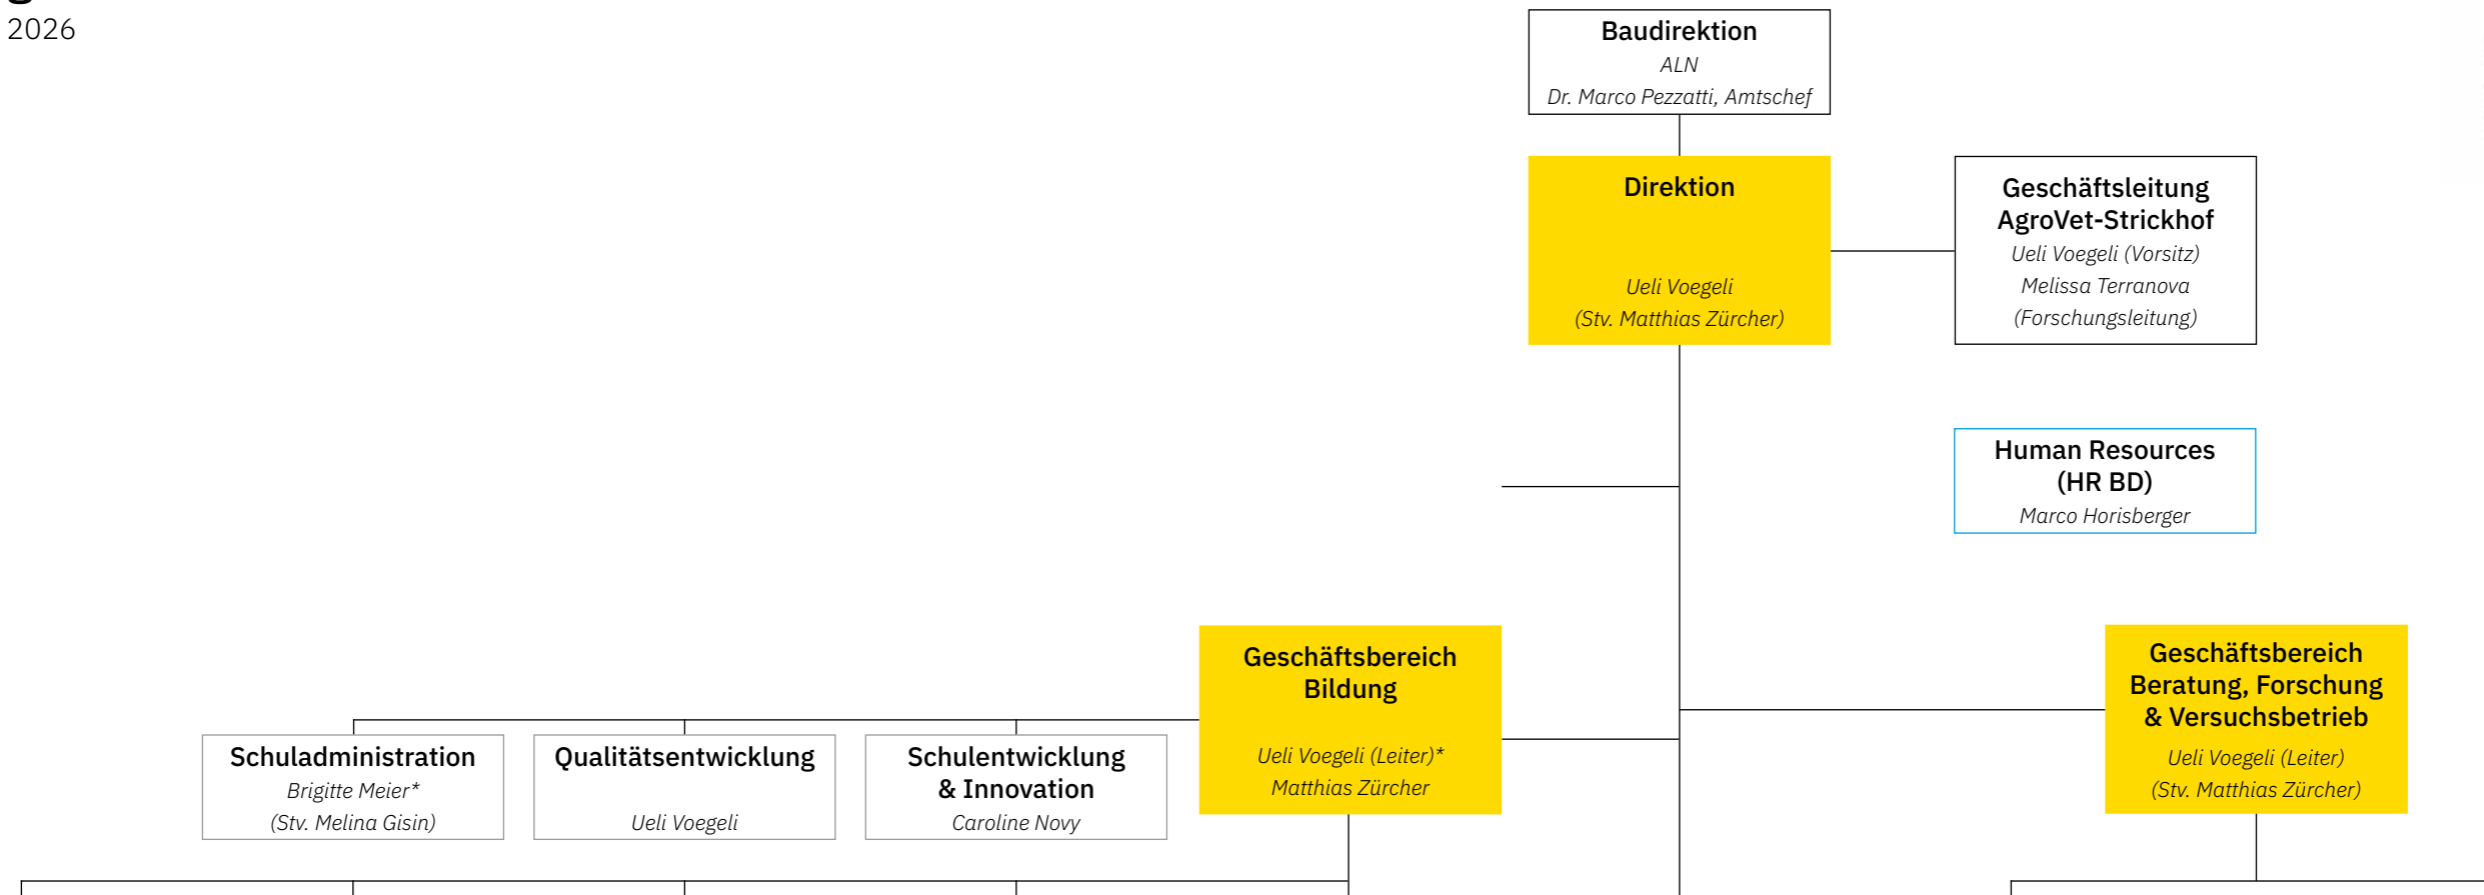 2026
Baudirektion
ALN
Dr. Marco Pezzatti, Amtschef
Direktion
Ueli Voegeli
(Stv. Matthias Zürcher)
Geschäftsleitung
AgroVet-Strickhof
Ueli Voegeli (Vorsitz)
Melissa Terranova
(Forschungsleitung)
Human Resources
(HR BD)
Marco Horisberger
Geschäftsbereich
Bildung
Ueli Voegeli (Leiter)*
Matthias Zürcher
Geschäftsbereich
Beratung, Forschung
& Versuchsbetrieb
Ueli Voegeli (Leiter)
(Stv. Matthias Zürcher)
Schuladministration
Brigitte Meier*
(Stv. Melina Gisin)
Qualitätsentwicklung
Ueli Voegeli
Schulentwicklung
& Innovation
Caroline Novy